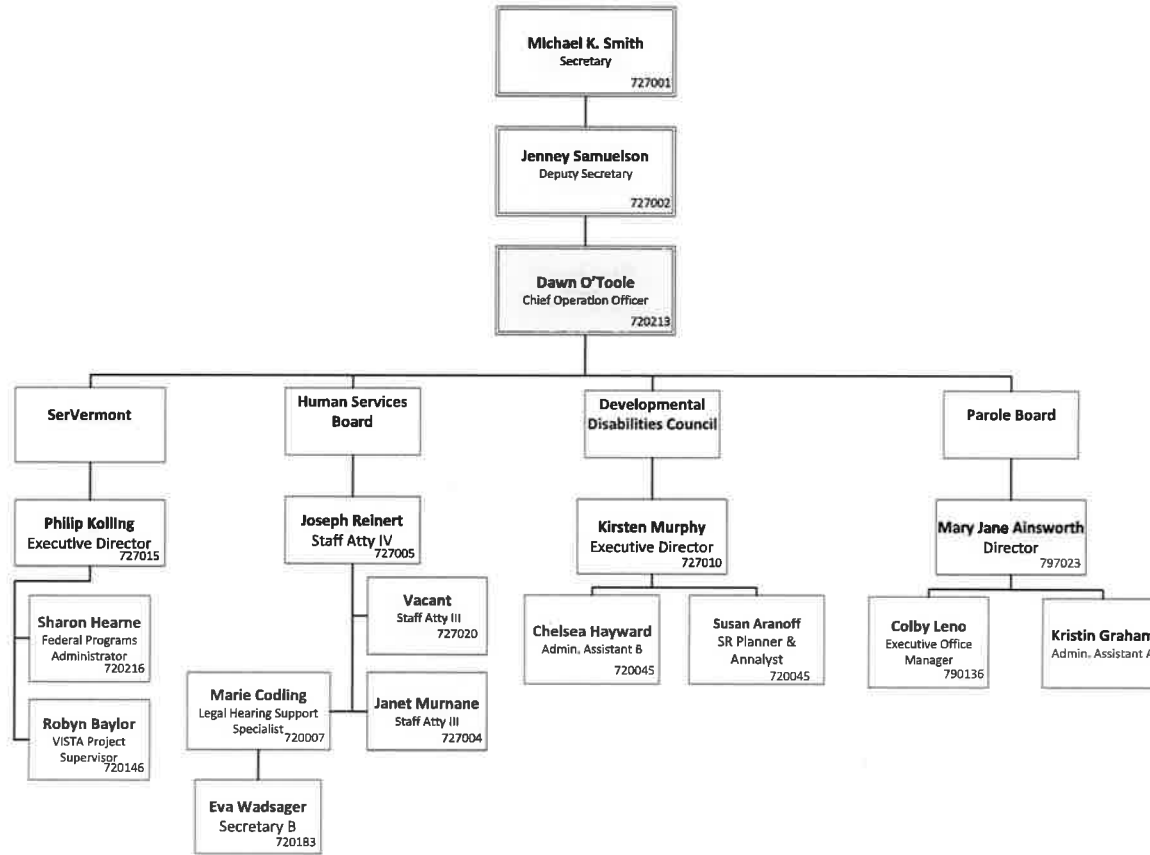 Michael K. Smith
Secretary
727001
Jenney Samuelson
Deputy Secretary
727002
Dawn O'Toole
Chief Operation Officer
720213
SerVermont
Human Services
Board
Developmental
Disabilities Council
Parole Board
Philip Kolling
Executive Director
727015
Joseph Reinert
Staff Atty IV
727005
Kirsten Murphy
Executive Director
727010
Mary Jane Ainsworth
Director
797023
Sharon Hearne
Federal Programs
Administrator
720216
Robyn Baylor
VISTA Project
Supervisor
720146
Vacant
Staff Atty III
727020
Marie Codling
Legal Hearing Support
Specialist 720007
Janet Murnane
Staff Atty III
727004
Eva Wadsager
Secretary B
720183
Chelsea Hayward
Admin. Assistant B
720045
Susan Aranoff
SR Planner &
Annalyst
720045
Colby Leno
Executive Office
Manager
790136
Kristin Graham
Admin. Assistant A